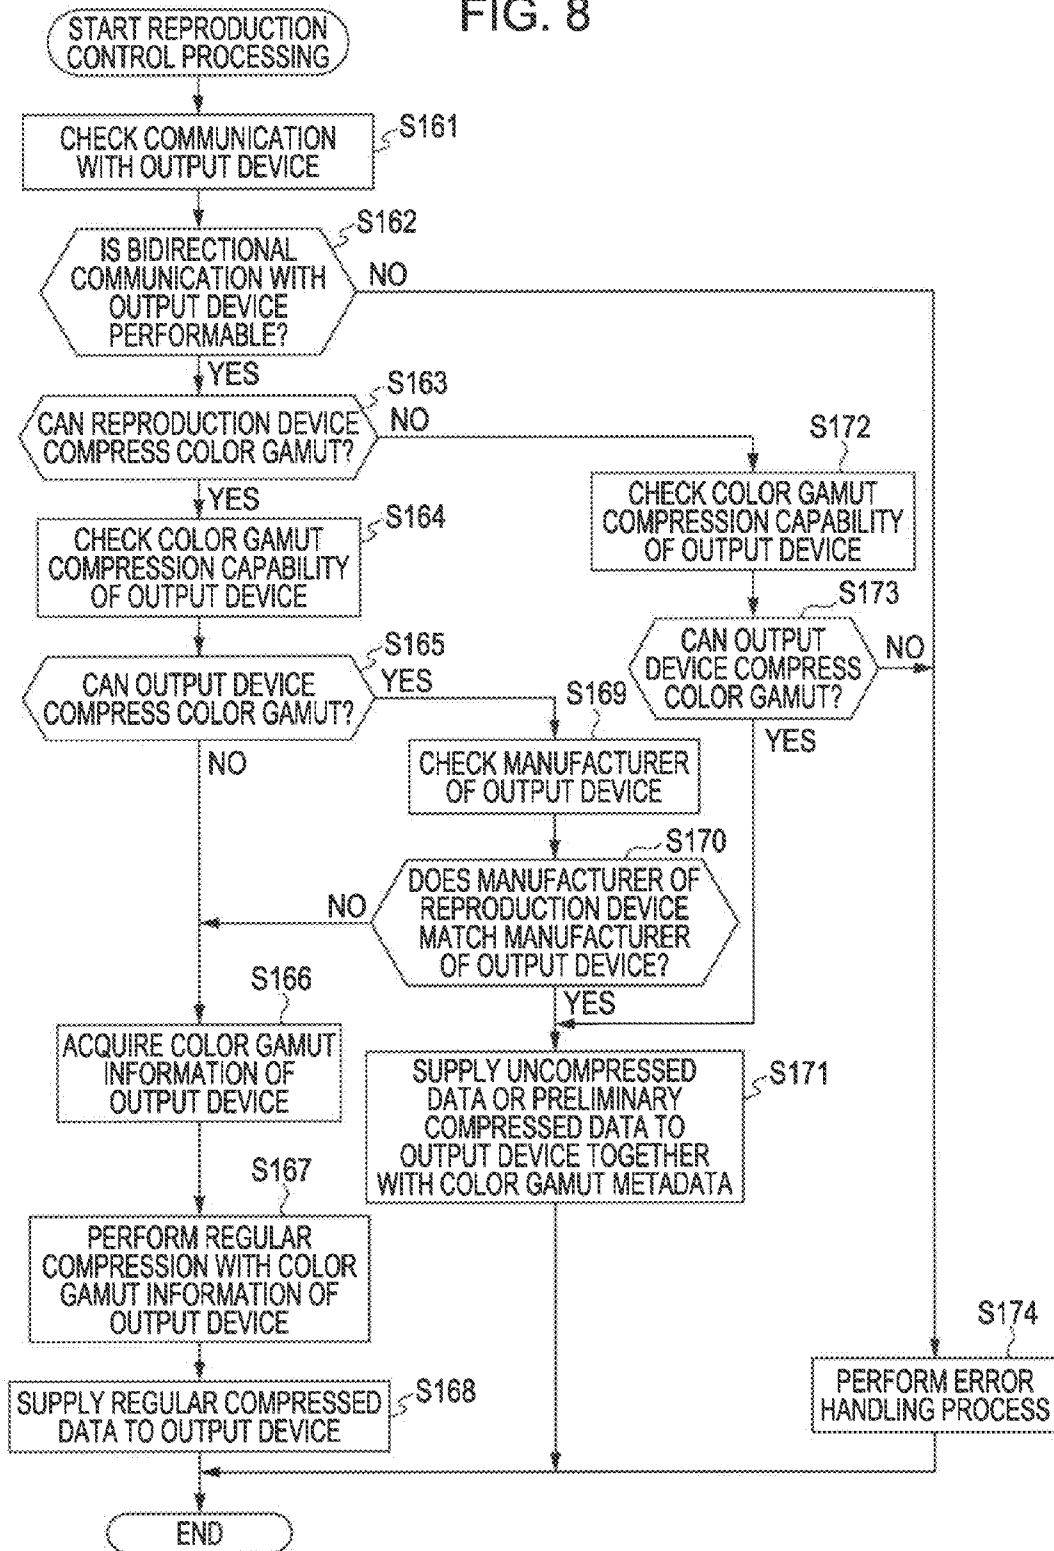 FIG. 8
START REPRODUCTION
CONTROL PROCESSING
S161
CHECK COMMUNICATION
WITH OUTPUT DEVICE
S162
IS BIDIRECTIONAL
COMMUNICATION WITH
OUTPUT DEVICE
PERFORMABLE?
NO
YES
S163
CAN REPRODUCTION DEVICE
COMPRESS COLOR GAMUT?
NO
YES
S164
CHECK COLOR GAMUT
COMPRESSION CAPABILITY
OF OUTPUT DEVICE
S172
CHECK COLOR GAMUT
COMPRESSION CAPABILITY
OF OUTPUT DEVICE
S165
CAN OUTPUT DEVICE
COMPRESS COLOR GAMUT?
YES
NO
S173
CAN OUTPUT
DEVICE COMPRESS
COLOR GAMUT?
NO
YES
S169
CHECK MANUFACTURER
OF OUTPUT DEVICE
S170
DOES MANUFACTURER OF
REPRODUCTION DEVICE
MATCH MANUFACTURER
OF OUTPUT DEVICE?
NO
YES
S166
ACQUIRE COLOR GAMUT
INFORMATION OF
OUTPUT DEVICE
S171
SUPPLY UNCOMPRESSED
DATA OR PRELIMINARY
COMPRESSED DATA TO
OUTPUT DEVICE TOGETHER
WITH COLOR GAMUT METADATA
S167
PERFORM REGULAR
COMPRESSION WITH COLOR
GAMUT INFORMATION OF
OUTPUT DEVICE
S174
PERFORM ERROR
HANDLING PROCESS
S168
SUPPLY REGULAR COMPRESSED
DATA TO OUTPUT DEVICE
END